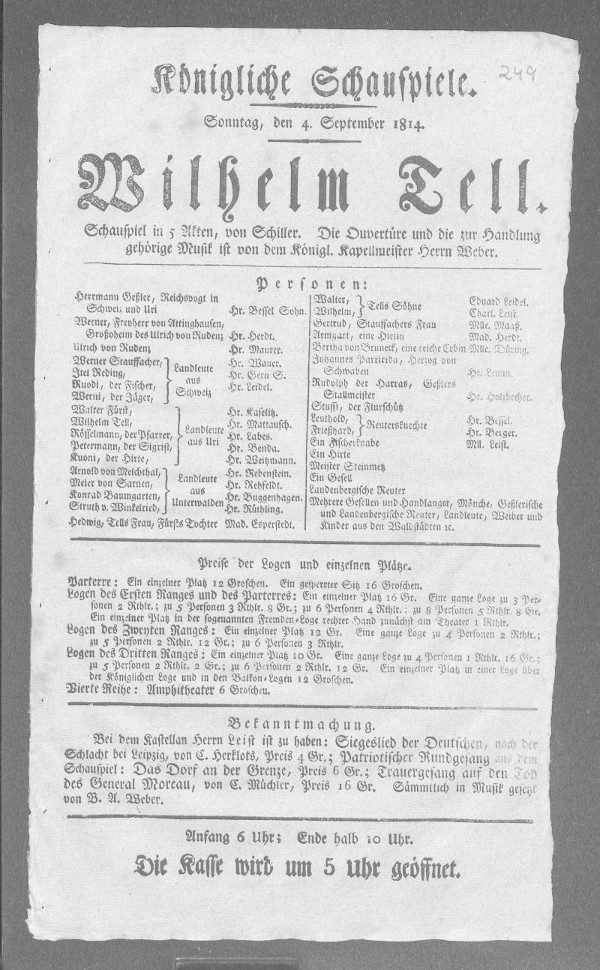 249
Königliche Schauspiele.
Sonntag, den 4. September 1814.
Wilhelm Tell.
Schauspiel in 5 Akten, von Schiller. Die Ouvertüre und die zur Handlung
gehörige Musik ist von dem Königl. Kapellmeister Herrn Weber.
Personen:
Herrmann Geßler, Reichsvogt in
Schweiz und Uri Hr. Bessel Sohn.
Werner, Freyherr von Attinghausen,
Großoheim des Ulrich von Rudenz Hr. Herdt.
Ulrich von Rudenz Hr. Maurer.
Werner Stauffacher, Hr. Wauer.
Itel Reding, Landleute Hr. Gern S.
Ruodi, der Fischer, aus Hr. Leidel.
Werni, der Jäger, Schweiz
Walter Fürst, Hr. Kaselitz.
Wilhelm Tell, Hr. Mattausch.
Rösselmann, der Pfarrer, Landleute Hr. Labes.
Petermann, der Sigrist, aus Uri Hr. Benda.
Kuoni, der Hirte, Hr. Weitzmann.
Arnold von Melchthal, Landleute Hr. Rebenstein.
Meier von Sarnen, aus Hr. Rehfeldt.
Konrad Baumgarten, Unterwalden Hr. Buggenhagen.
Struth v. Winkelried, Hr. Rüthling.
Hedwig, Tells Frau, Fürsts Tochter Mad. Esperstedt.
Walter, Tells Söhne Eduard Leidel.
Wilhelm, Charl. Leist.
Gertrud, Stauffachers Frau Mlle. Maaß.
Armgart, eine Hirtin Mad. Herdt.
Bertha von Bruneck, eine reiche Erbin Mlle. Düring.
Johannes Parricida, Herzog von
Schwaben Hr. Lemm.
Rudolph der Harras, Geßlers
Stallmeister Hr. Holzbecher.
Stüssi, der Flurschütz
Leuthold, Reutersknechte Hr. Bessel.
Frießhard, Hr. Berger.
Ein Fischerknabe Mll. Leist.
Ein Hirte
Meister Steinmetz
Ein Gesell
Landenbergische Reuter
Mehrere Gesellen und Handlanger, Mönche, Geßlerische
und Landenbergische Reuter, Landleute, Weiber und
Kinder aus den Waldstädten ꝛc.
Preise der Logen und einzelnen Plätze.
Parterre: Ein einzelner Platz 12 Groschen. Ein gesperrter Sitz 16 Groschen.
Logen des Ersten Ranges und des Parterres: Ein einzelner Platz 16 Gr. Eine ganze Loge zu 3 Per-
sonen 2 Rthlr.; zu 5 Personen 3 Rthlr. 8 Gr.; zu 6 Personen 4 Rthlr.; zu 8 Personen 5 Rthlr. 8 Gr.
Ein einzelner Platz in der sogenannten Fremden-Loge rechter Hand zunächst am Theater 1 Rthlr.
Logen des Zweyten Ranges: Ein einzelner Platz 12 Gr. Eine ganze Loge zu 4 Personen 2 Rthlr.;
zu 5 Personen 2 Rthlr. 12 Gr.; zu 6 Personen 3 Rthlr.
Logen des Dritten Ranges: Ein einzelner Platz 10 Gr. Eine ganze Loge zu 4 Personen 1 Rthlr. 16 Gr.;
zu 5 Personen 2 Rthlr. 2 Gr.; zu 6 Personen 2 Rthlr. 12 Gr. Ein einzelner Platz in einer Loge über
der Königlichen Loge und in den Balkon-Logen 12 Groschen.
Vierte Reihe: Amphitheater 6 Groschen.
Bekanntmachung.
Bei dem Kastellan Herrn Leist ist zu haben: Siegeslied der Deutschen, nach der
Schlacht bei Leipzig, von C. Herklots, Preis 4 Gr.; Patriotischer Rundgesang aus dem
Schauspiel: Das Dorf an der Grenze, Preis 6 Gr.; Trauergesang auf den Tod
des General Moreau, von C. Müchler, Preis 16 Gr. Sämmtlich in Musik gesetzt
von B. A. Weber.
Anfang 6 Uhr; Ende halb 10 Uhr.
Die Kasse wird um 5 Uhr geöffnet.